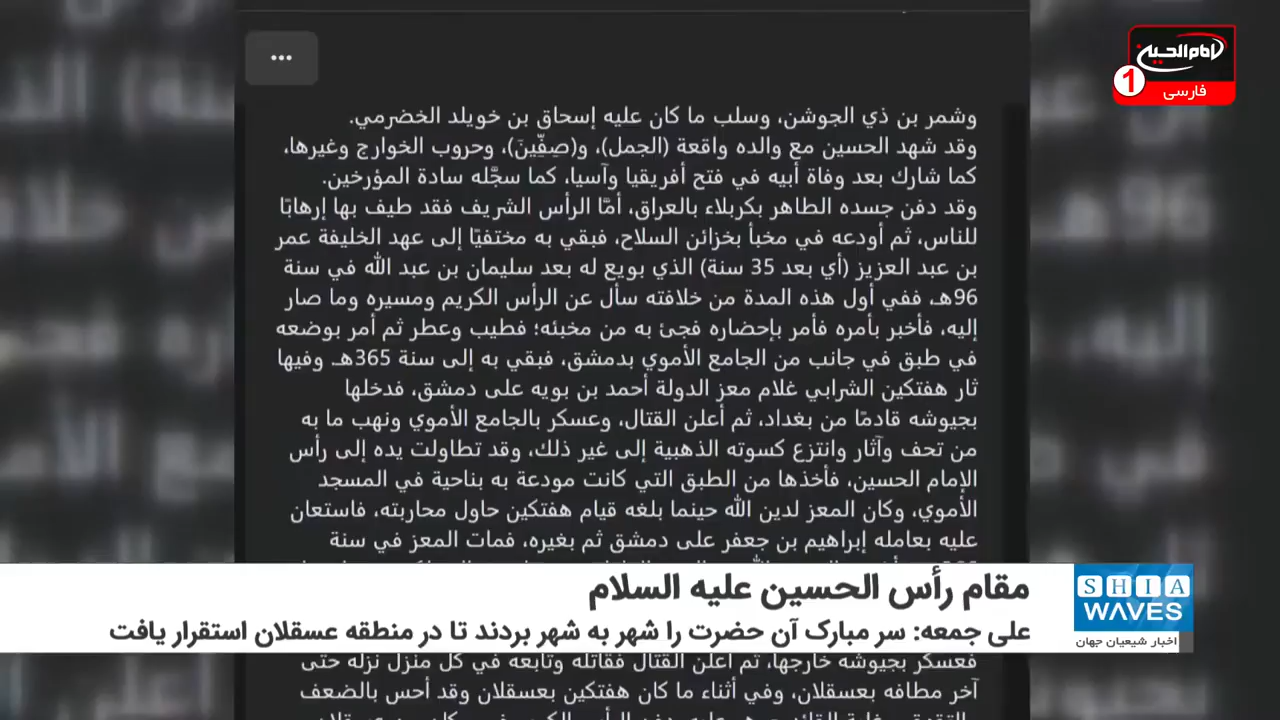 وشمر بن ذي الجوشن، وسلب ما كان عليه إسحاق بن خويلد الخضرمي.
وقد شهد الحسين مع والده واقعة (الجمل)، و(صِفِّينَ)، وحروب الخوارج وغيرها،
كما شارك بعد وفاة أبيه في فتح أفريقيا وآسيا، كما سجَّله سادة المؤرخين.
وقد دفن جسده الطاهر بكربلاء بالعراق، أمَّا الرأس الشريف فقد طيف بها إرهابًا
للناس، ثم أودعه في مخبأ بخزائن السلاح، فبقي به مختفيًا إلى عهد الخليفة عمر
بن عبد العزيز (أي بعد 35 سنة) الذي بويع له بعد سليمان بن عبد الله في سنة
96هـ، ففي أول هذه المدة من خلافته سأل عن الرأس الكريم ومسيره وما صار
إليه، فأخبر بأمره فأمر بإحضاره فجئ به من مخبئه؛ فطيب وعطر ثم أمر بوضعه
في طبق في جانب من الجامع الأموي بدمشق، فبقي به إلى سنة 365هـ. وفيها
ثار هفتكين الشرابي غلام معز الدولة أحمد بن بويه على دمشق، فدخلها
بجيوشه قادمًا من بغداد، ثم أعلن القتال، وعسكر بالجامع الأموي ونهب ما به
من تحف وآثار وانتزع كسوته الذهبية إلى غير ذلك، وقد تطاولت يده إلى رأس
الإمام الحسين، فأخذها من الطبق التي كانت مودعة به بناحية في المسجد
الأموي، وكان المعز لدين الله حينما بلغه قيام هفتكين حاول محاربته، فاستعان
عليه بعامله إبراهيم بن جعفر على دمشق ثم بغيره، فمات المعز في سنة
مقام رأس الحسين علیه السلام
علی جمعه: سر مبارک آن حضرت را شهر به شهر بردند تا در منطقه عسقلان استقرار یافت
فعسكر بجيوشه خارجها، ثم أعلن القتال فقاتله وتابعه في كل منزل نزله حتى
آخر مطافه بعسقلان، وفي أثناء ما كان هفتكين بعسقلان وقد أحس بالضعف
امام الحسین
1
فارسی
SHIA
WAVES
اخبار شیعیان جهان